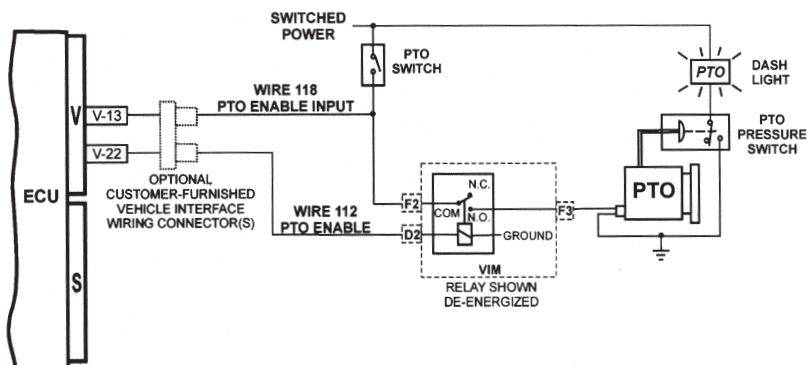 SWITCHED
POWER
PTO
SWITCH
PTO
DASH
LIGHT
WIRE 118
PTO ENABLE INPUT
V
V-13
V-22
PTO
PRESSURE
SWITCH
ECU
OPTIONAL
CUSTOMER-FURNISHED
VEHICLE INTERFACE
WIRING CONNECTOR(S)
WIRE 112
PTO ENABLE
F2
COM
N.C.
N.O.
F3
PTO
D2
GROUND
VIM
RELAY SHOWN
DE-ENERGIZED
S